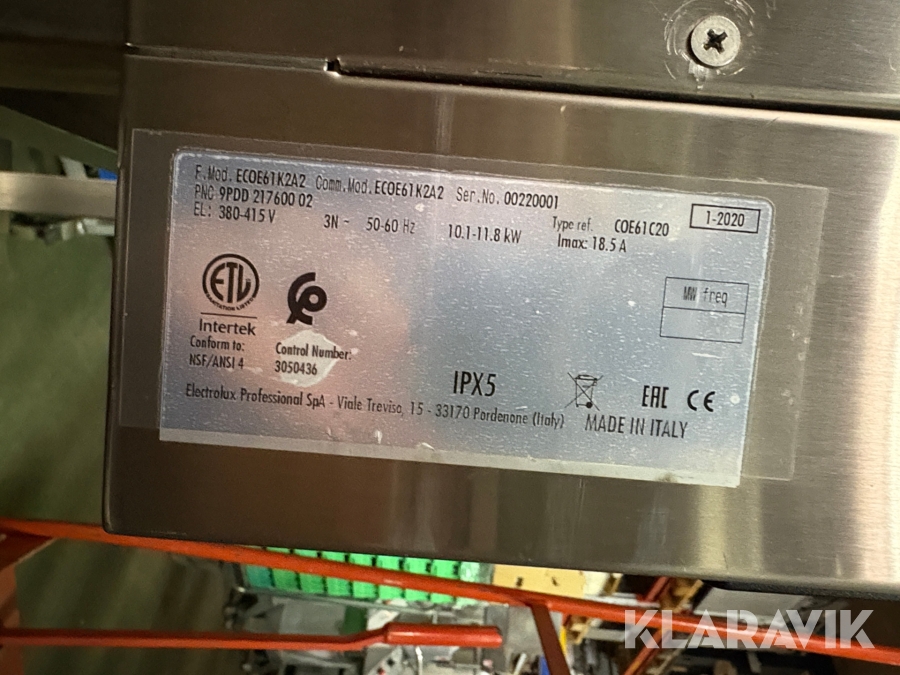 F.Mod. ECOE61K2A2 Comm.Mod. ECOE61K2A2 Ser.No. 00220001
PNC 9PDD 217600 02
EL: 380-415 V 3N ~ 50-60 Hz 10.1-11.8 kW Type ref. COE61C20 1-2020
Imax: 18.5 A
MW freq
ETL
SANITATION LISTED
Intertek
Conform to:
NSF/ANSI 4
Control Number:
3050436
IPX5
EAC CE
Electrolux Professional SpA - Viale Treviso, 15 - 33170 Pordenone (Italy) MADE IN ITALY
KLARAVIK